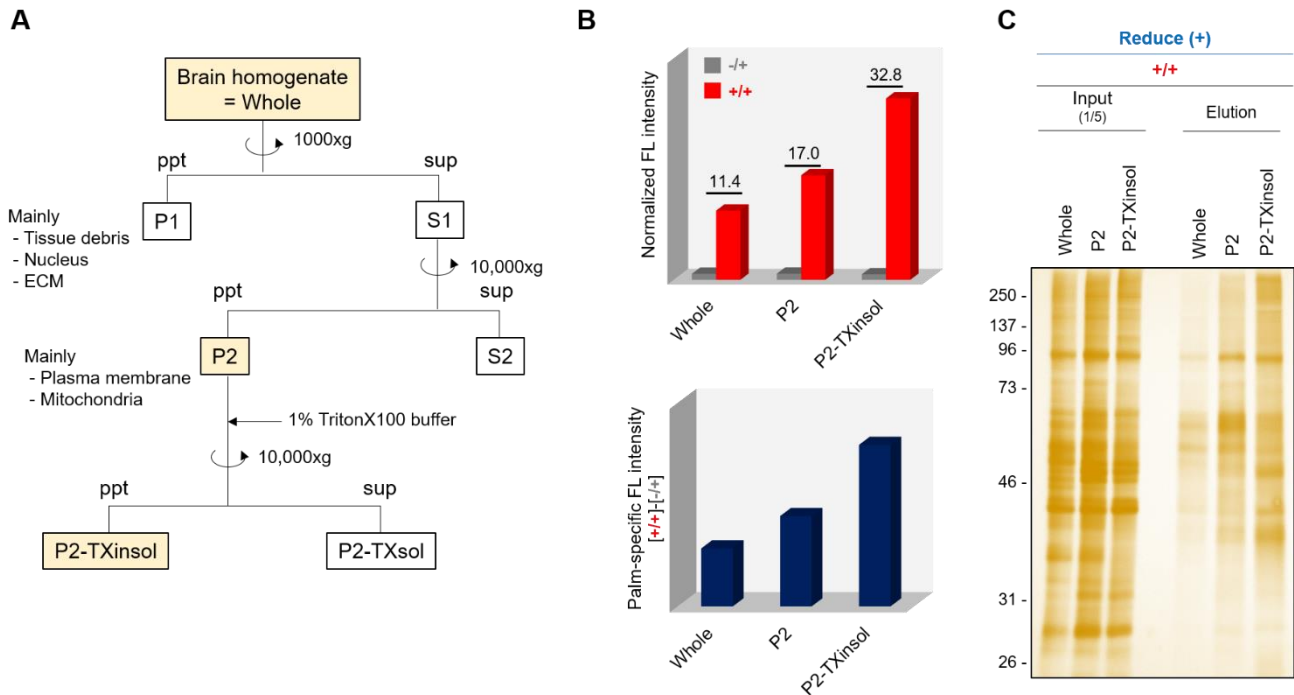 A
Brain homogenate
= Whole
1000xg
ppt
sup
P1
S1
Mainly
- Tissue debris
- Nucleus
- ECM
10,000xg
ppt
sup
P2
S2
Mainly
- Plasma membrane
- Mitochondria
1% TritonX100 buffer
10,000xg
ppt
sup
P2-TXinsol
P2-TXsol
B
Normalized FL intensity
-/+
+/+
11.4
17.0
32.8
Whole
P2
P2-TXinsol
Palm-specific FL intensity
[+/+]-[-/+]
Whole
P2
P2-TXinsol
C
Reduce (+)
+/+
Input
(1/5)
Elution
Whole
P2
P2-TXinsol
Whole
P2
P2-TXinsol
250 -
137 -
96 -
73 -
46 -
31 -
26 -